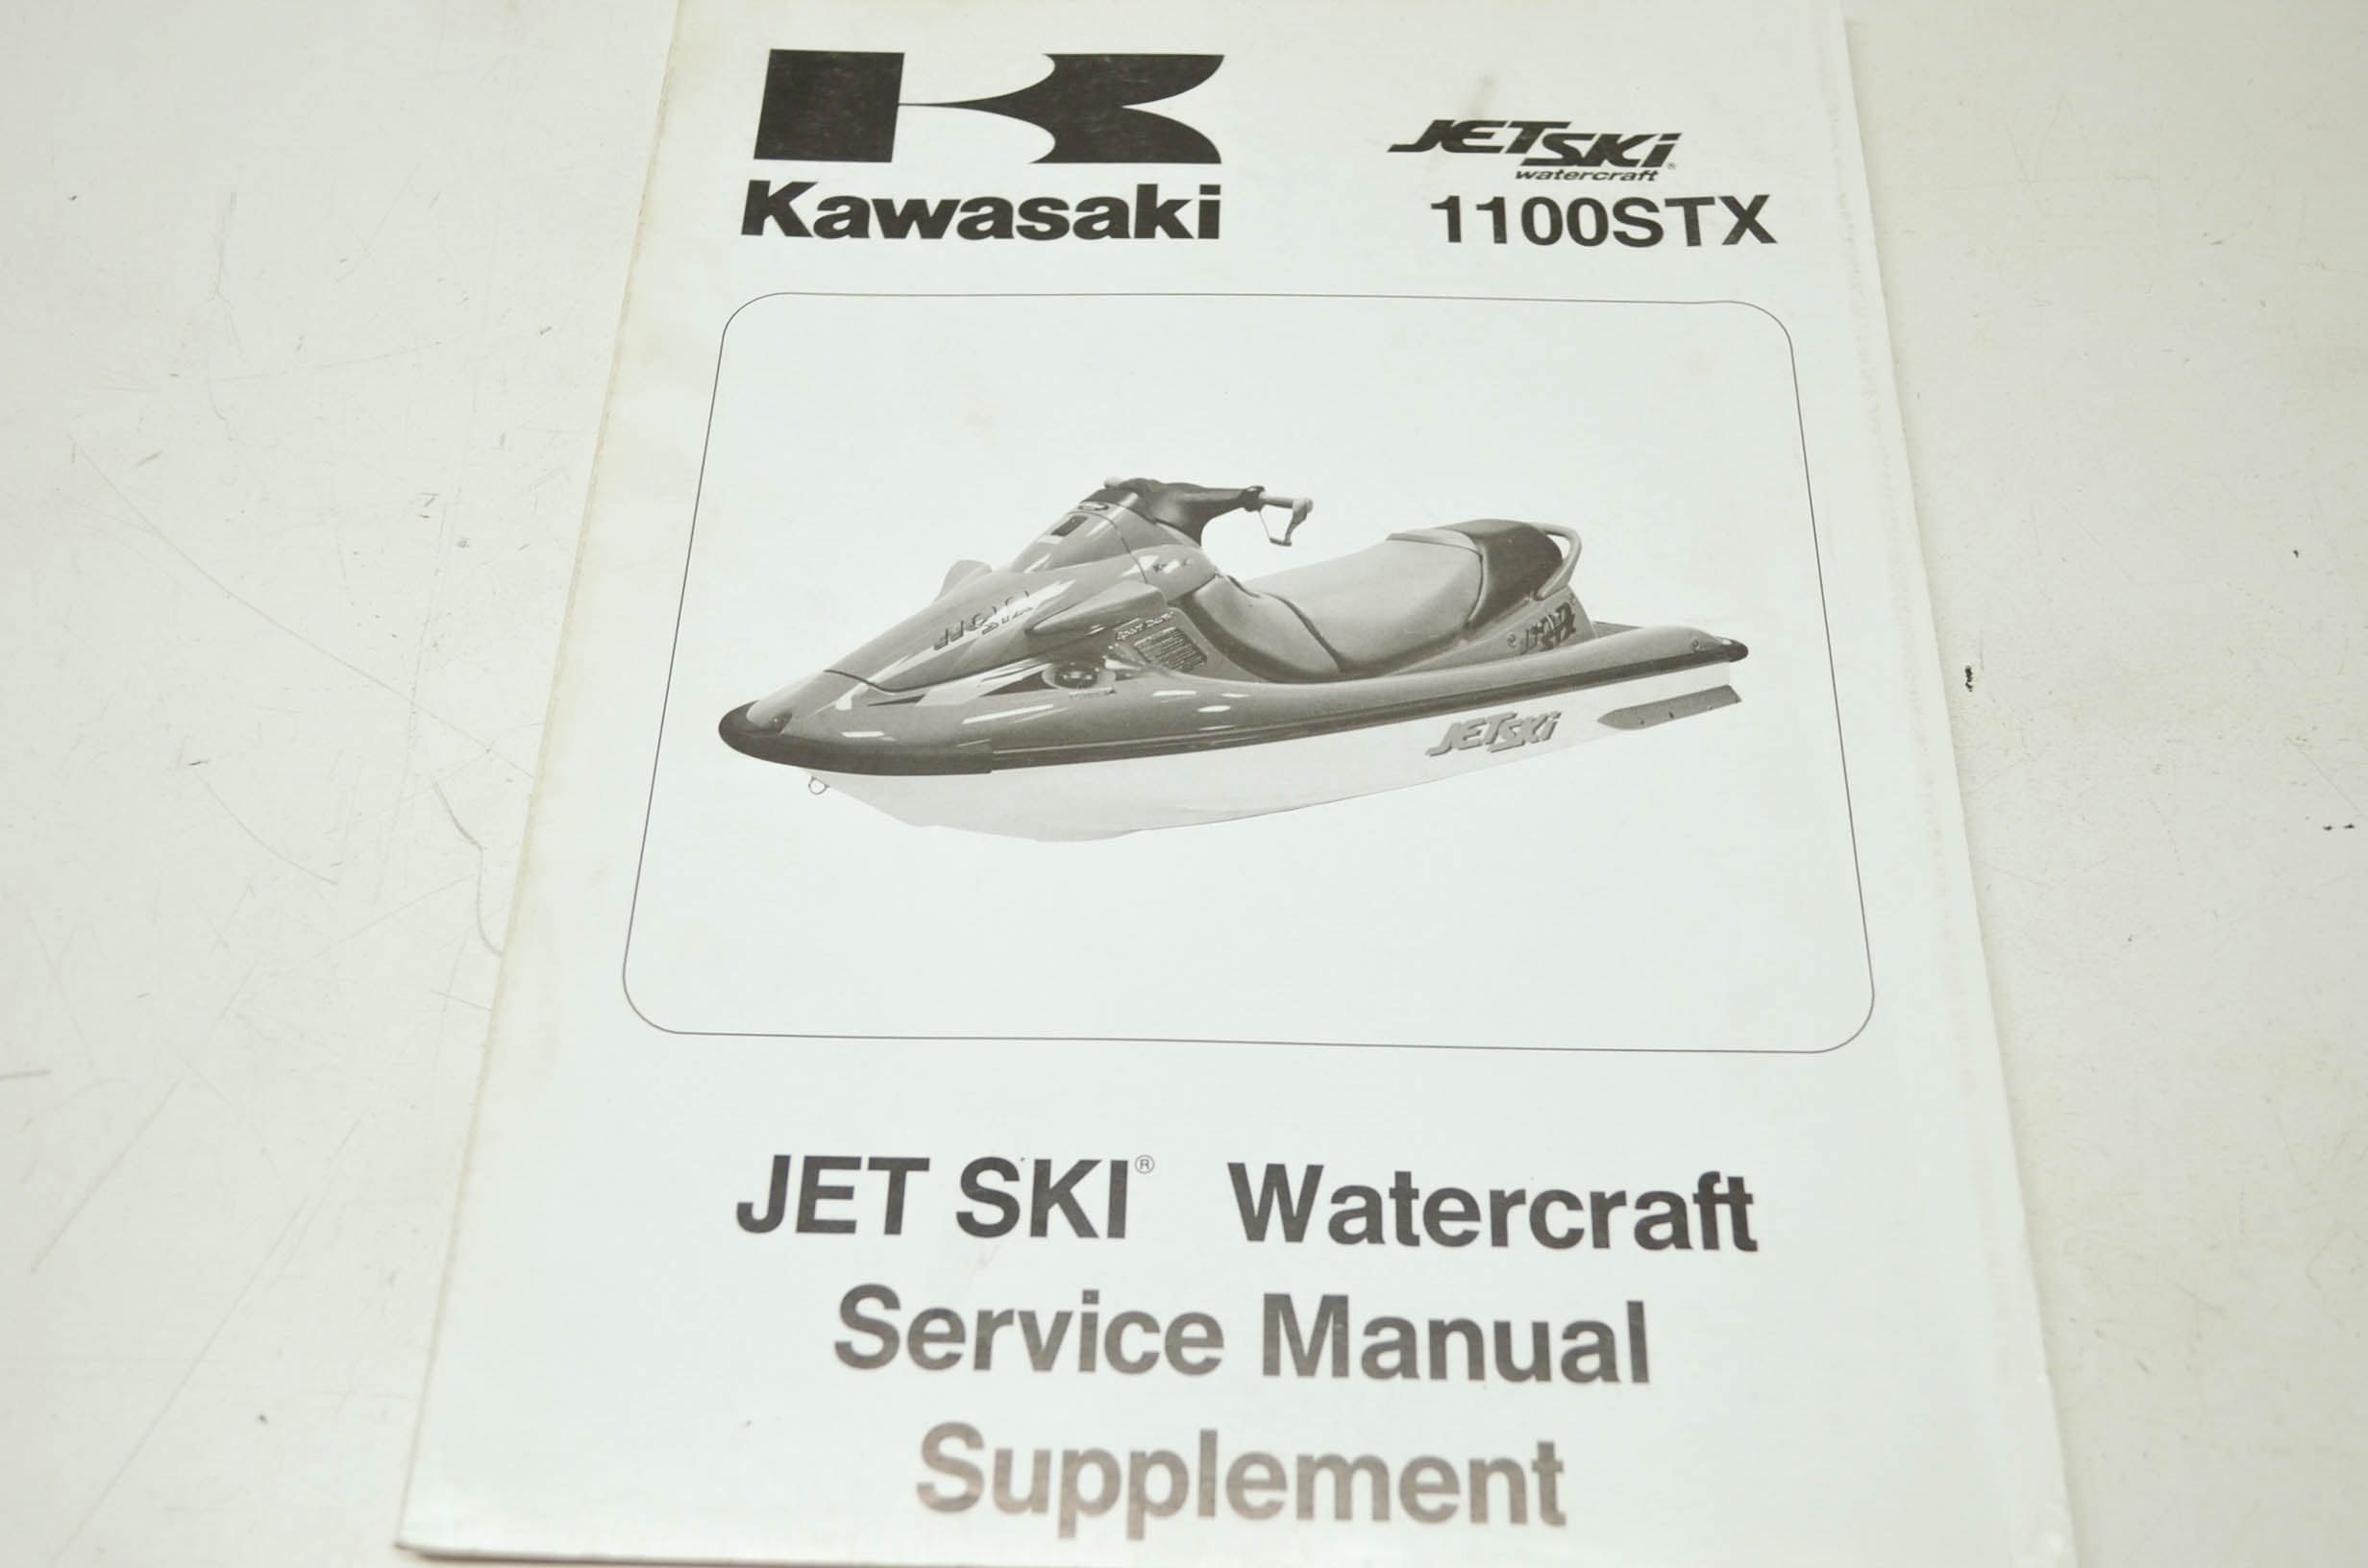 Kawasaki
JET SKi®
watercraft
1100STX
JET SKi
JET SKI® Watercraft
Service Manual
Supplement